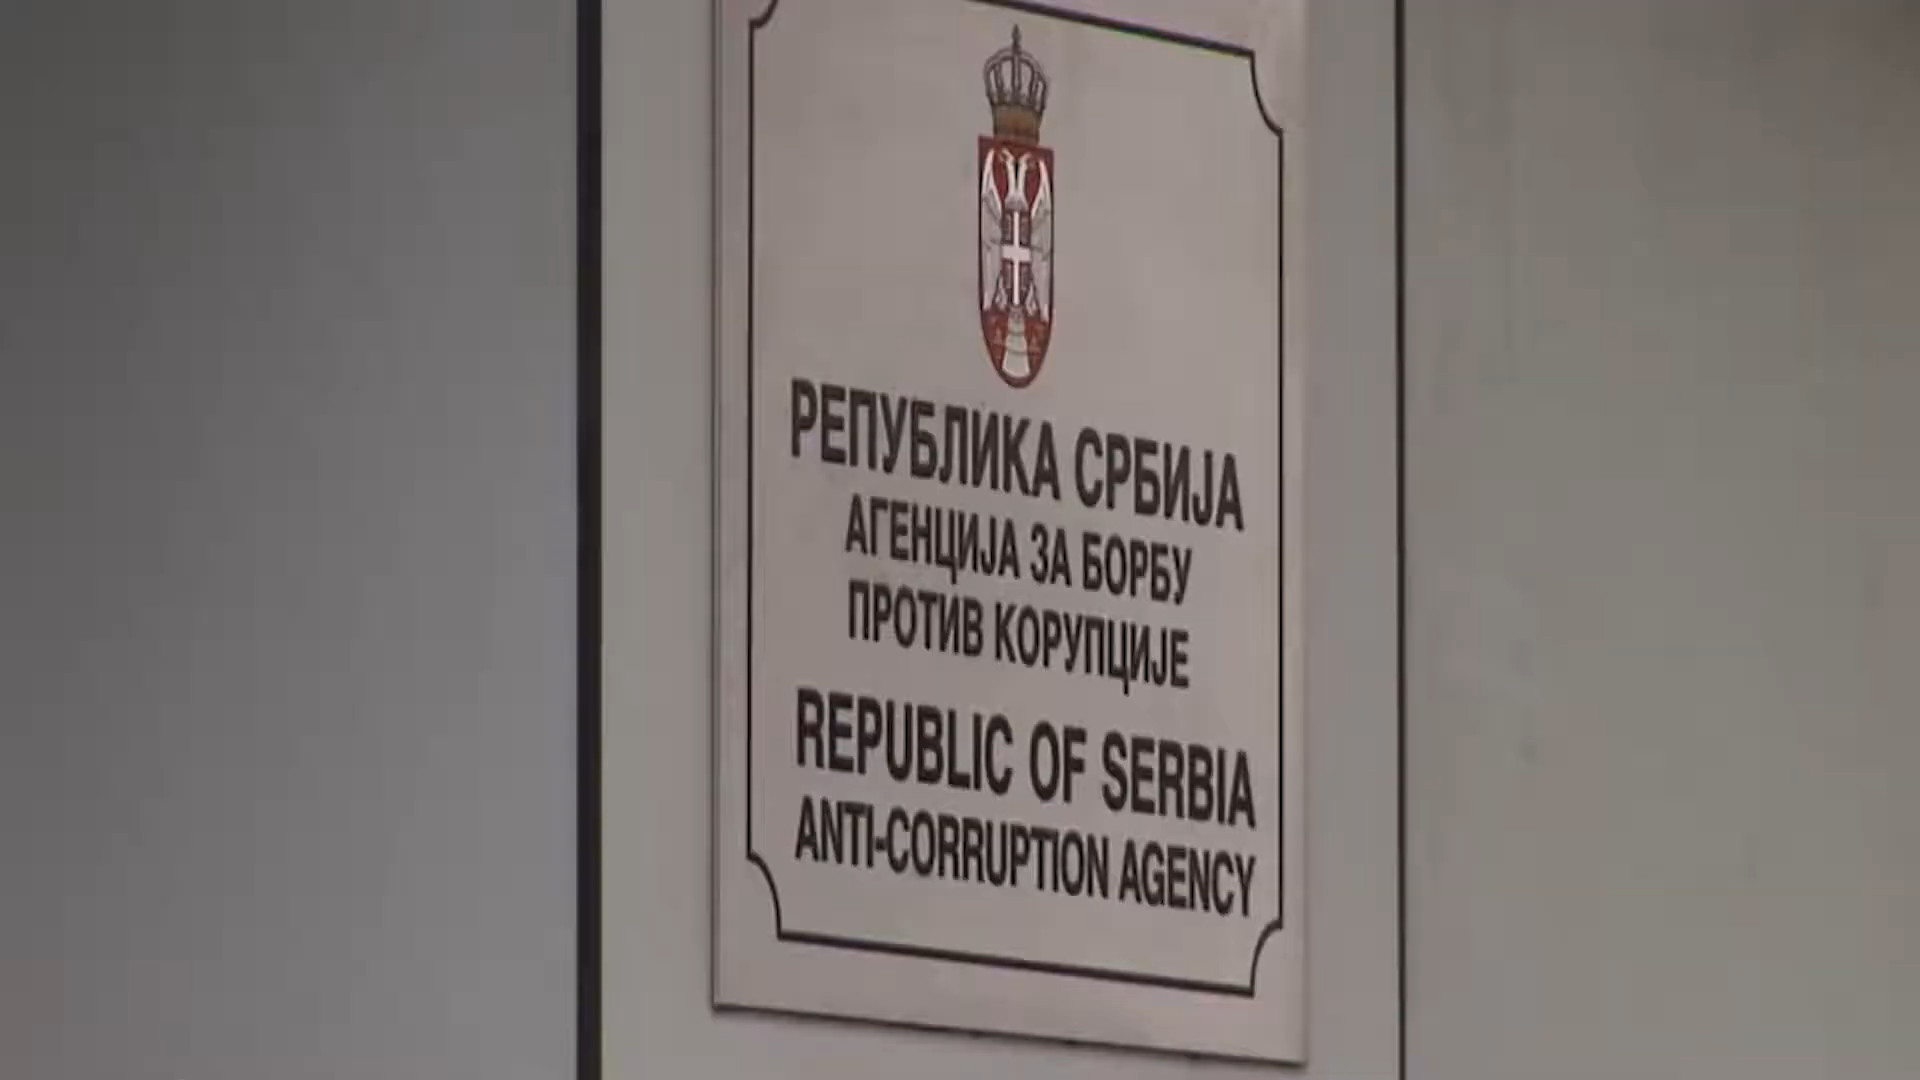 РЕПУБЛИКА СРБИЈА
АГЕНЦИЈА ЗА БОРБУ
ПРОТИВ КОРУПЦИЈЕ
REPUBLIC OF SERBIA
ANTI-CORRUPTION AGENCY